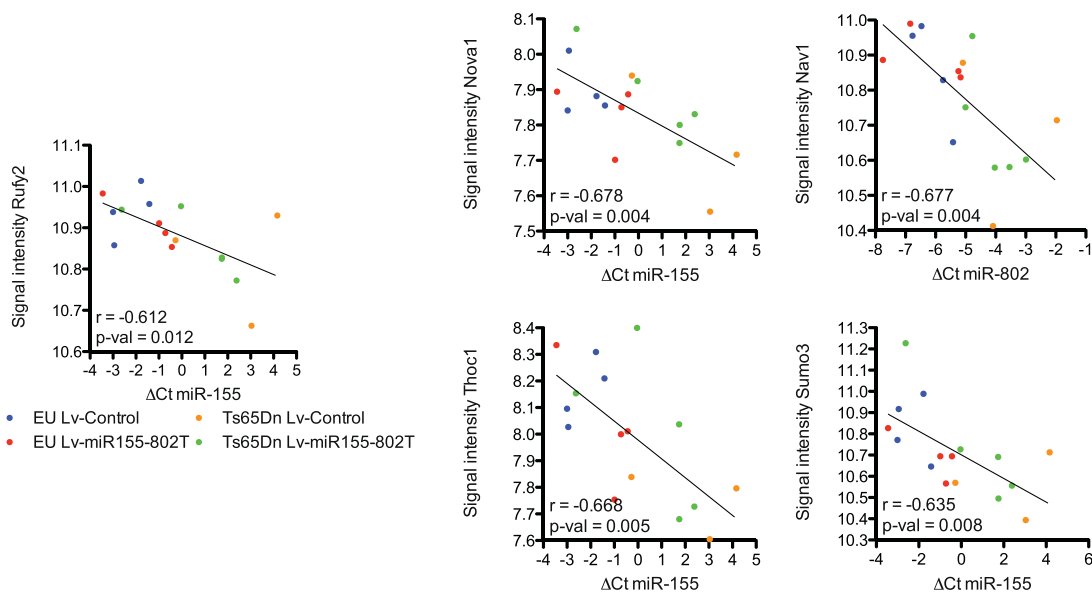 Signal intensity Rufy2
11.1
11.0
10.9
10.8
10.7
10.6
r = -0.612
p-val = 0.012
-4 -3 -2 -1 0 1 2 3 4 5
ΔCt miR-155
EU Lv-Control
Ts65Dn Lv-Control
EU Lv-miR155-802T
Ts65Dn Lv-miR155-802T
Signal intensity Nova1
8.1
8.0
7.9
7.8
7.7
7.6
7.5
r = -0.678
p-val = 0.004
-4 -3 -2 -1 0 1 2 3 4 5
ΔCt miR-155
Signal intensity Nav1
11.0
10.9
10.8
10.7
10.6
10.5
10.4
r = -0.677
p-val = 0.004
-8 -7 -6 -5 -4 -3 -2 -1
ΔCt miR-802
Signal intensity Thoc1
8.4
8.3
8.2
8.1
8.0
7.9
7.8
7.7
7.6
r = -0.668
p-val = 0.005
-4 -3 -2 -1 0 1 2 3 4 5
ΔCt miR-155
Signal intensity Sumo3
11.3
11.2
11.1
11.0
10.9
10.8
10.7
10.6
10.5
10.4
10.3
r = -0.635
p-val = 0.008
-4 -2 0 2 4 6
ΔCt miR-155